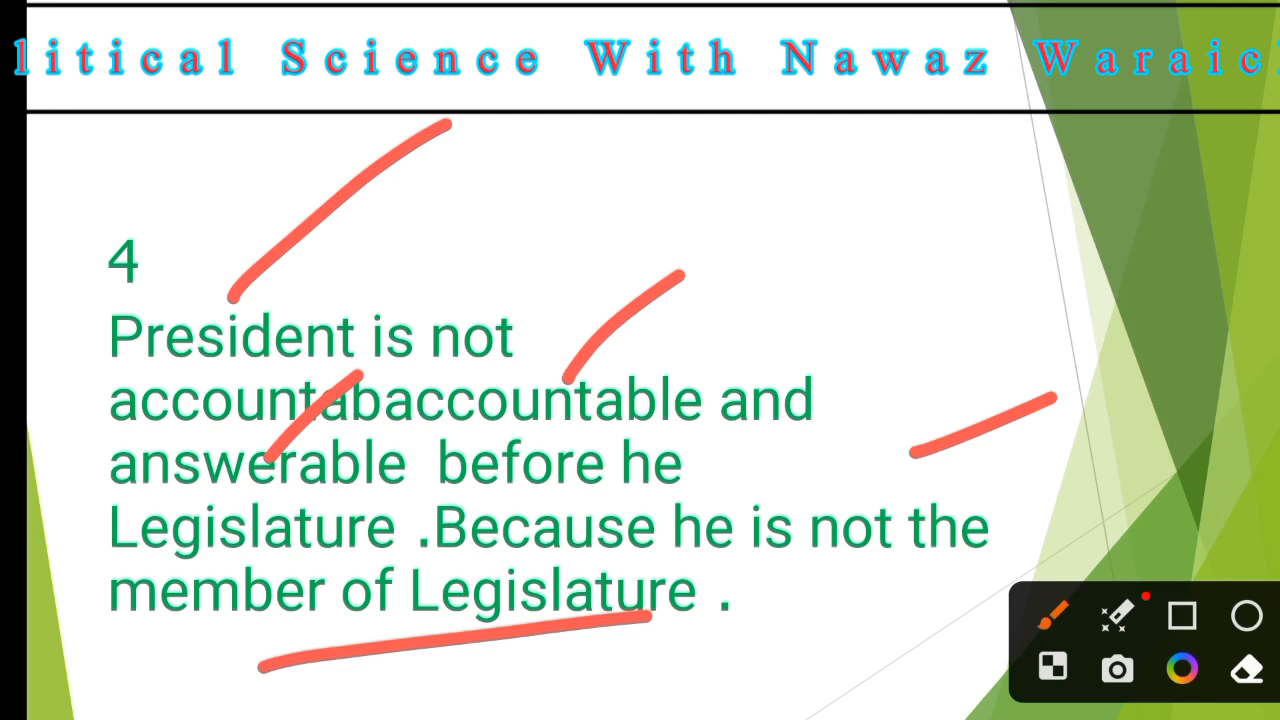 litical Science With Nawaz Waraic
4
President is not
accountabaccountable and
answerable before he
Legislature .Because he is not the
member of Legislature .